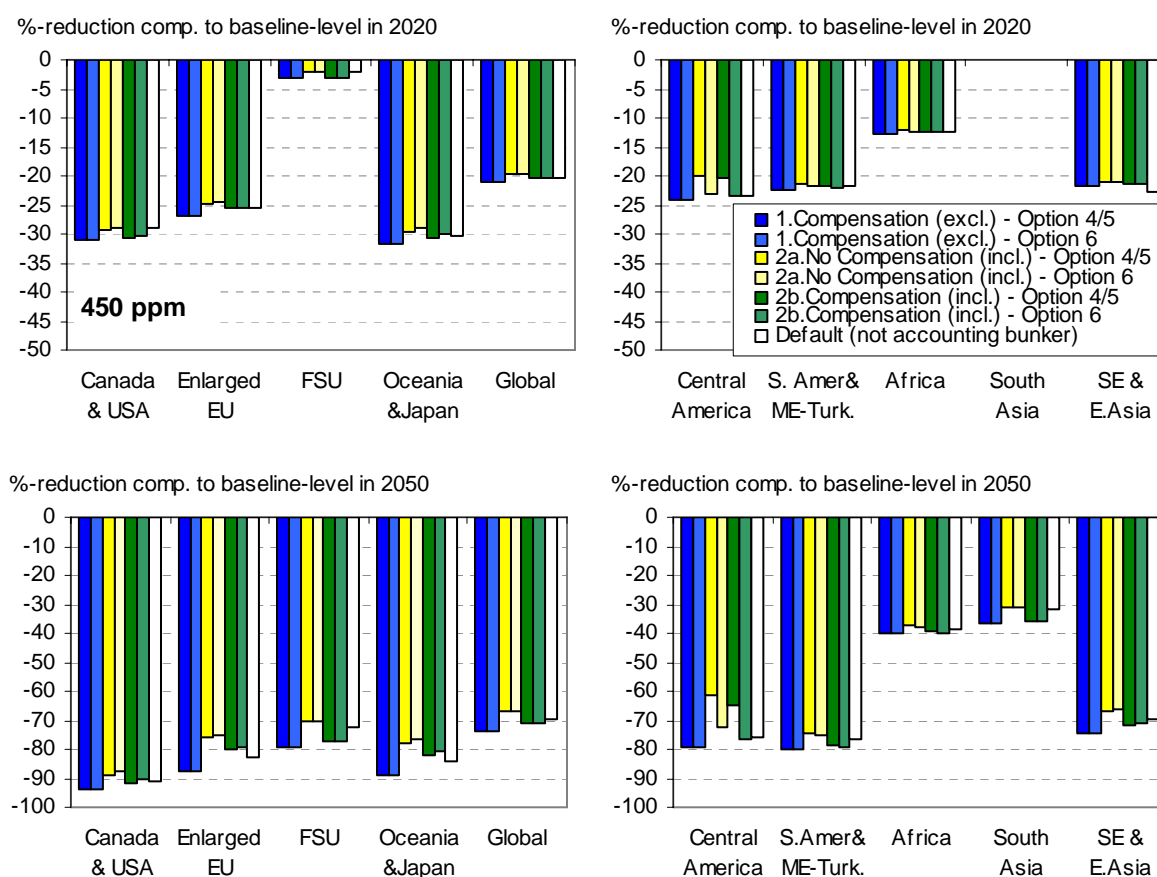 %-reduction comp. to baseline-level in 2020
0
-5
-10
-15
-20
-25
-30
-35
-40
-45
-50
450 ppm
Canada & USA
Enlarged EU
FSU
Oceania &Japan
Global
%-reduction comp. to baseline-level in 2020
0
-5
-10
-15
-20
-25
-30
-35
-40
-45
-50
1.Compensation (excl.) - Option 4/5
1.Compensation (excl.) - Option 6
2a.No Compensation (incl.) - Option 4/5
2a.No Compensation (incl.) - Option 6
2b.Compensation (incl.) - Option 4/5
2b.Compensation (incl.) - Option 6
Default (not accounting bunker)
Central America
S. Amer& ME-Turk.
Africa
South Asia
SE & E.Asia
%-reduction comp. to baseline-level in 2050
0
-10
-20
-30
-40
-50
-60
-70
-80
-90
-100
Canada & USA
Enlarged EU
FSU
Oceania &Japan
Global
%-reduction comp. to baseline-level in 2050
0
-10
-20
-30
-40
-50
-60
-70
-80
-90
-100
Central America
S.Amer& ME-Turk.
Africa
South Asia
SE & E.Asia